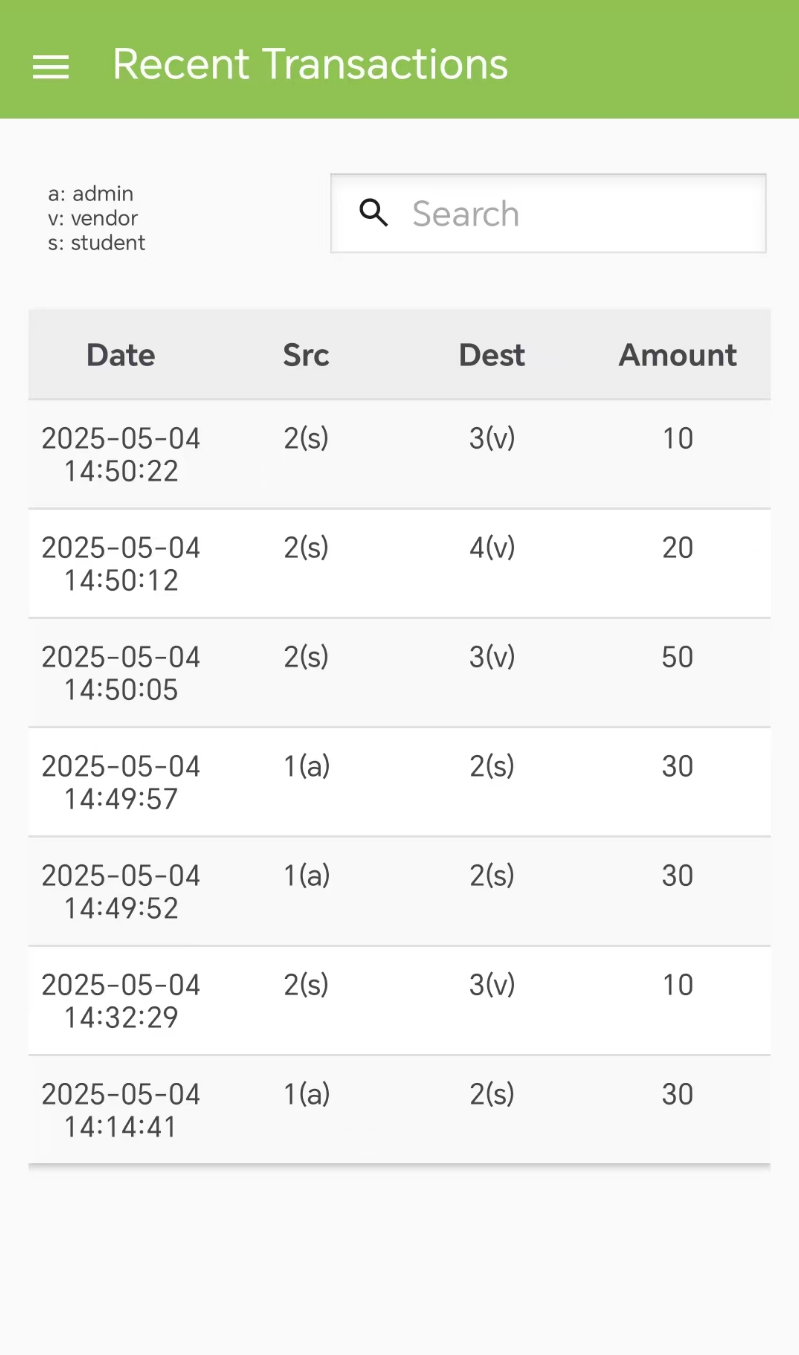 Recent Transactions
a: admin
v: vendor
s: student
Search
Date Src Dest Amount
2025-05-04 2(s) 3(v) 10
14:50:22
2025-05-04 2(s) 4(v) 20
14:50:12
2025-05-04 2(s) 3(v) 50
14:50:05
2025-05-04 1(a) 2(s) 30
14:49:57
2025-05-04 1(a) 2(s) 30
14:49:52
2025-05-04 2(s) 3(v) 10
14:32:29
2025-05-04 1(a) 2(s) 30
14:14:41